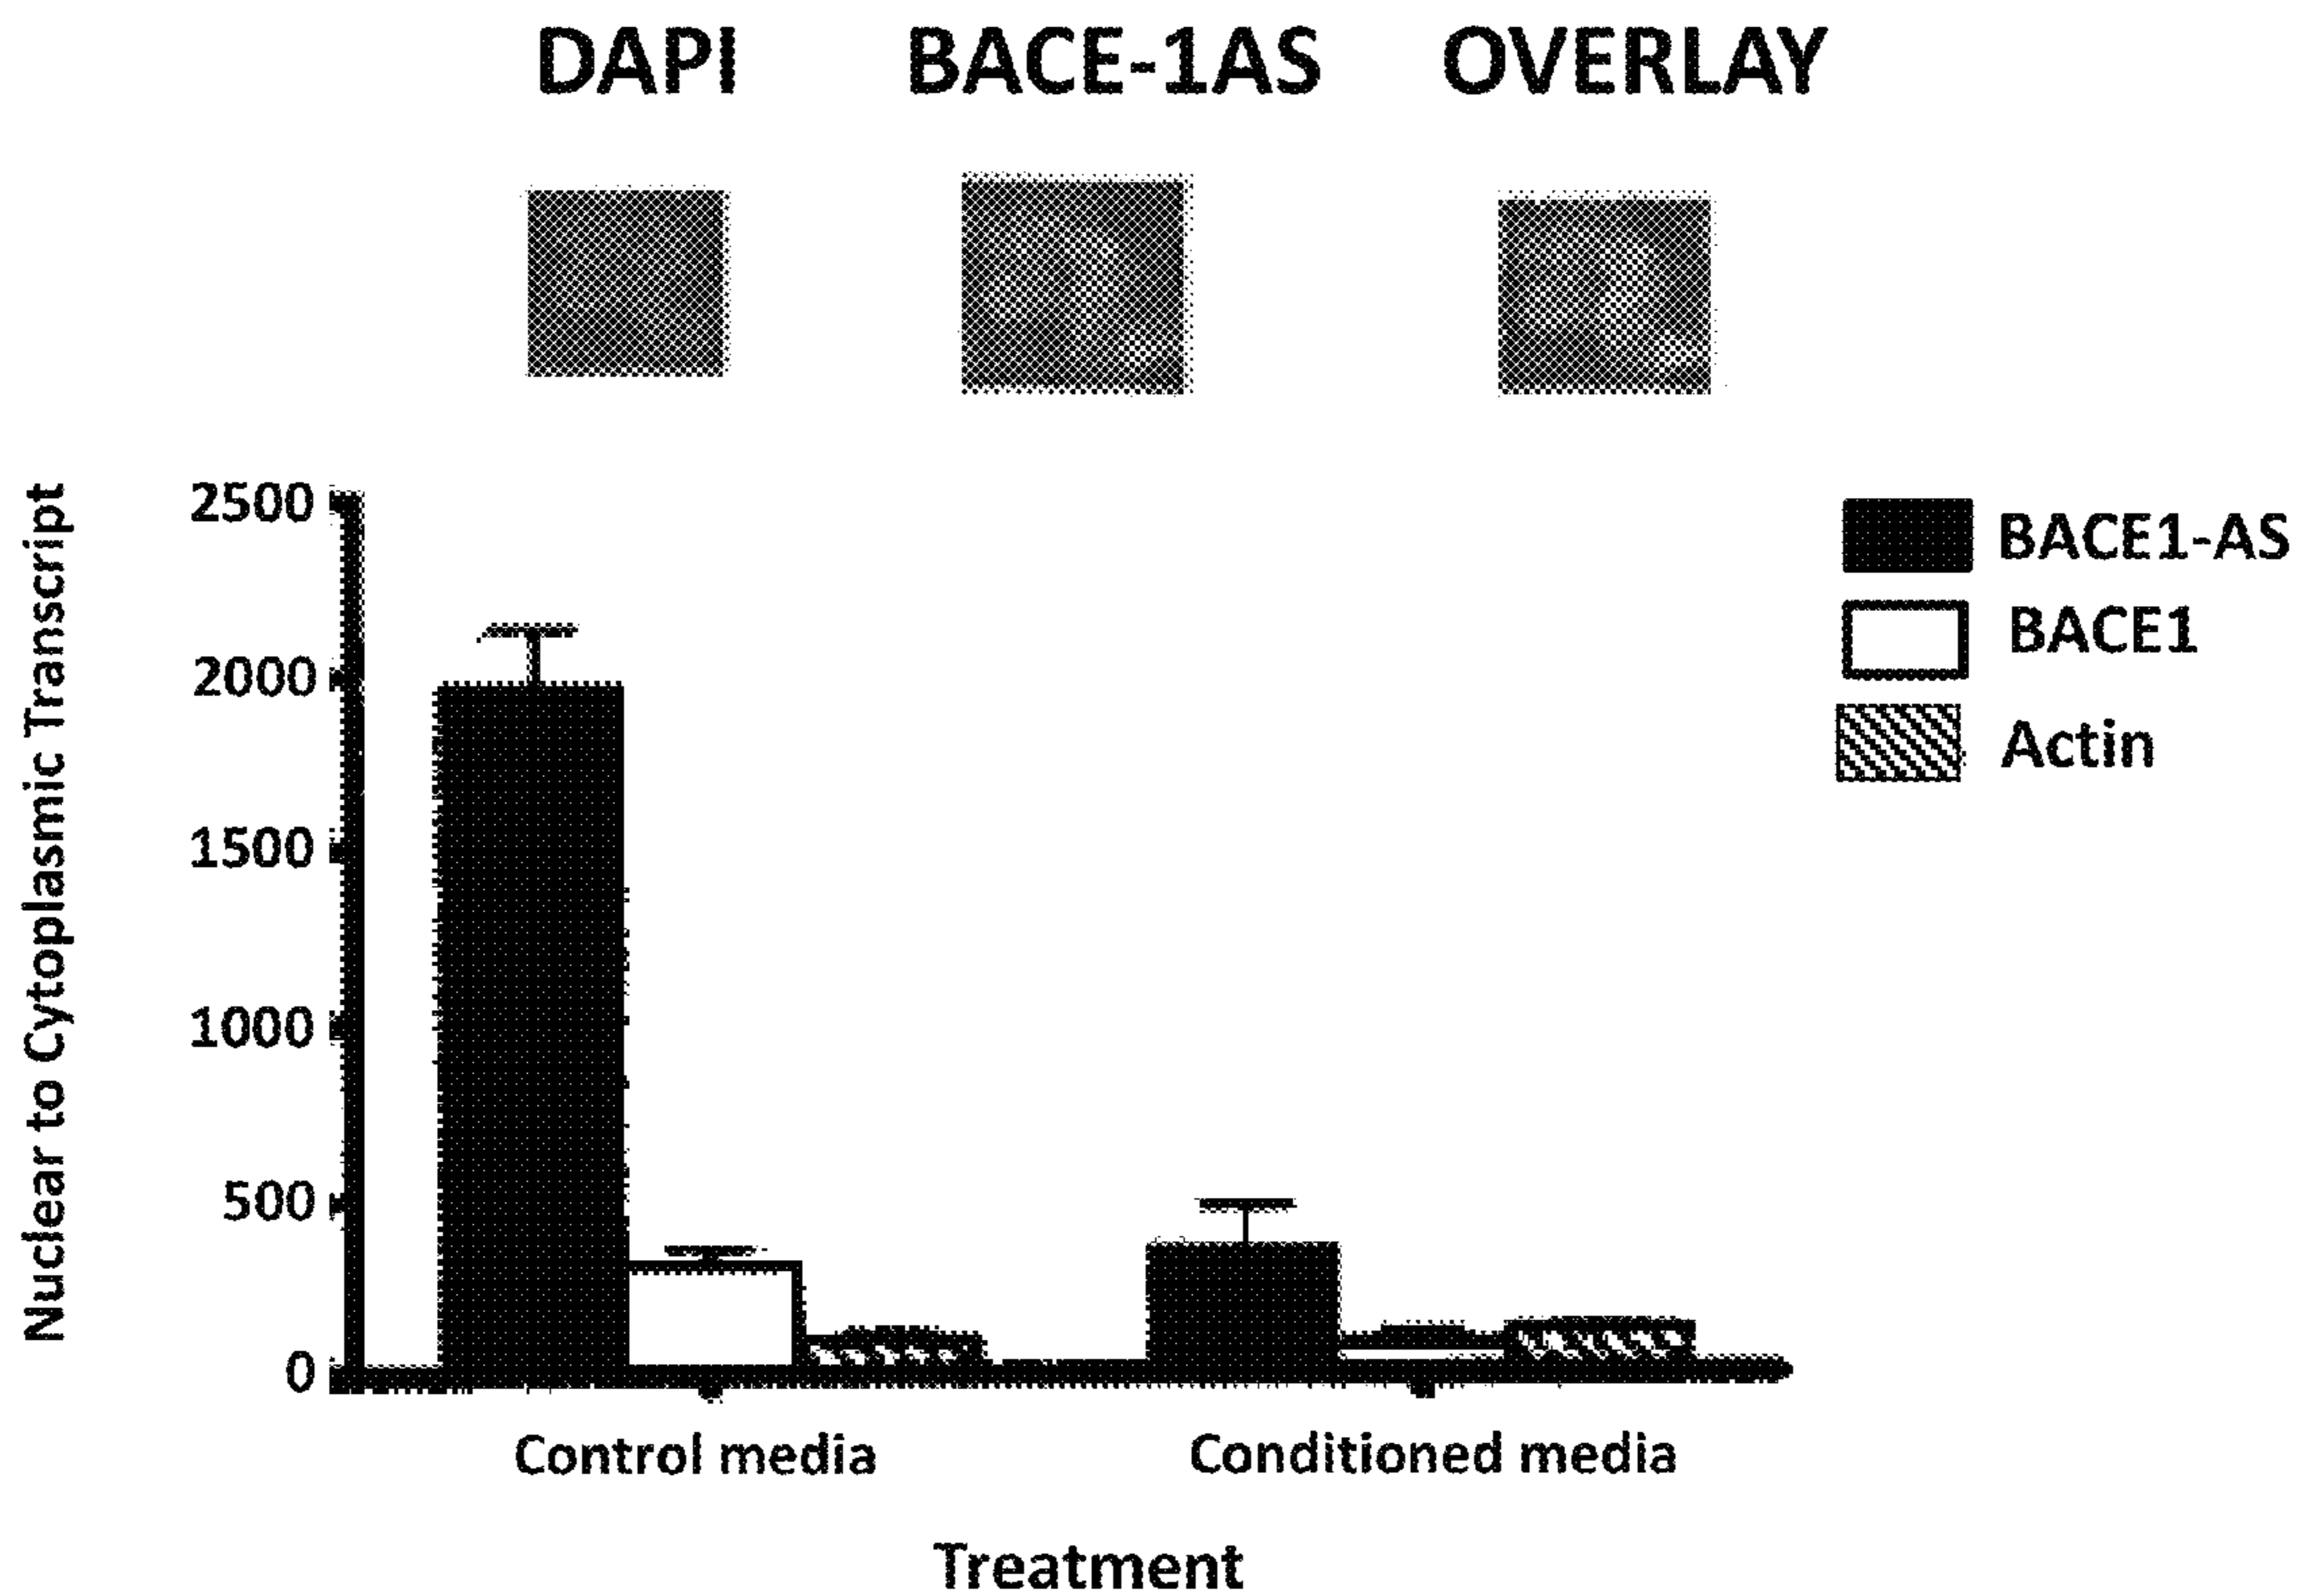 DAPI BACE-1AS OVERLAY
Nuclear to Cytoplasmic Transcript
2500
2000
1500
1000
500
0
BACE1-AS
BACE1
Actin
Control media Conditioned media
Treatment